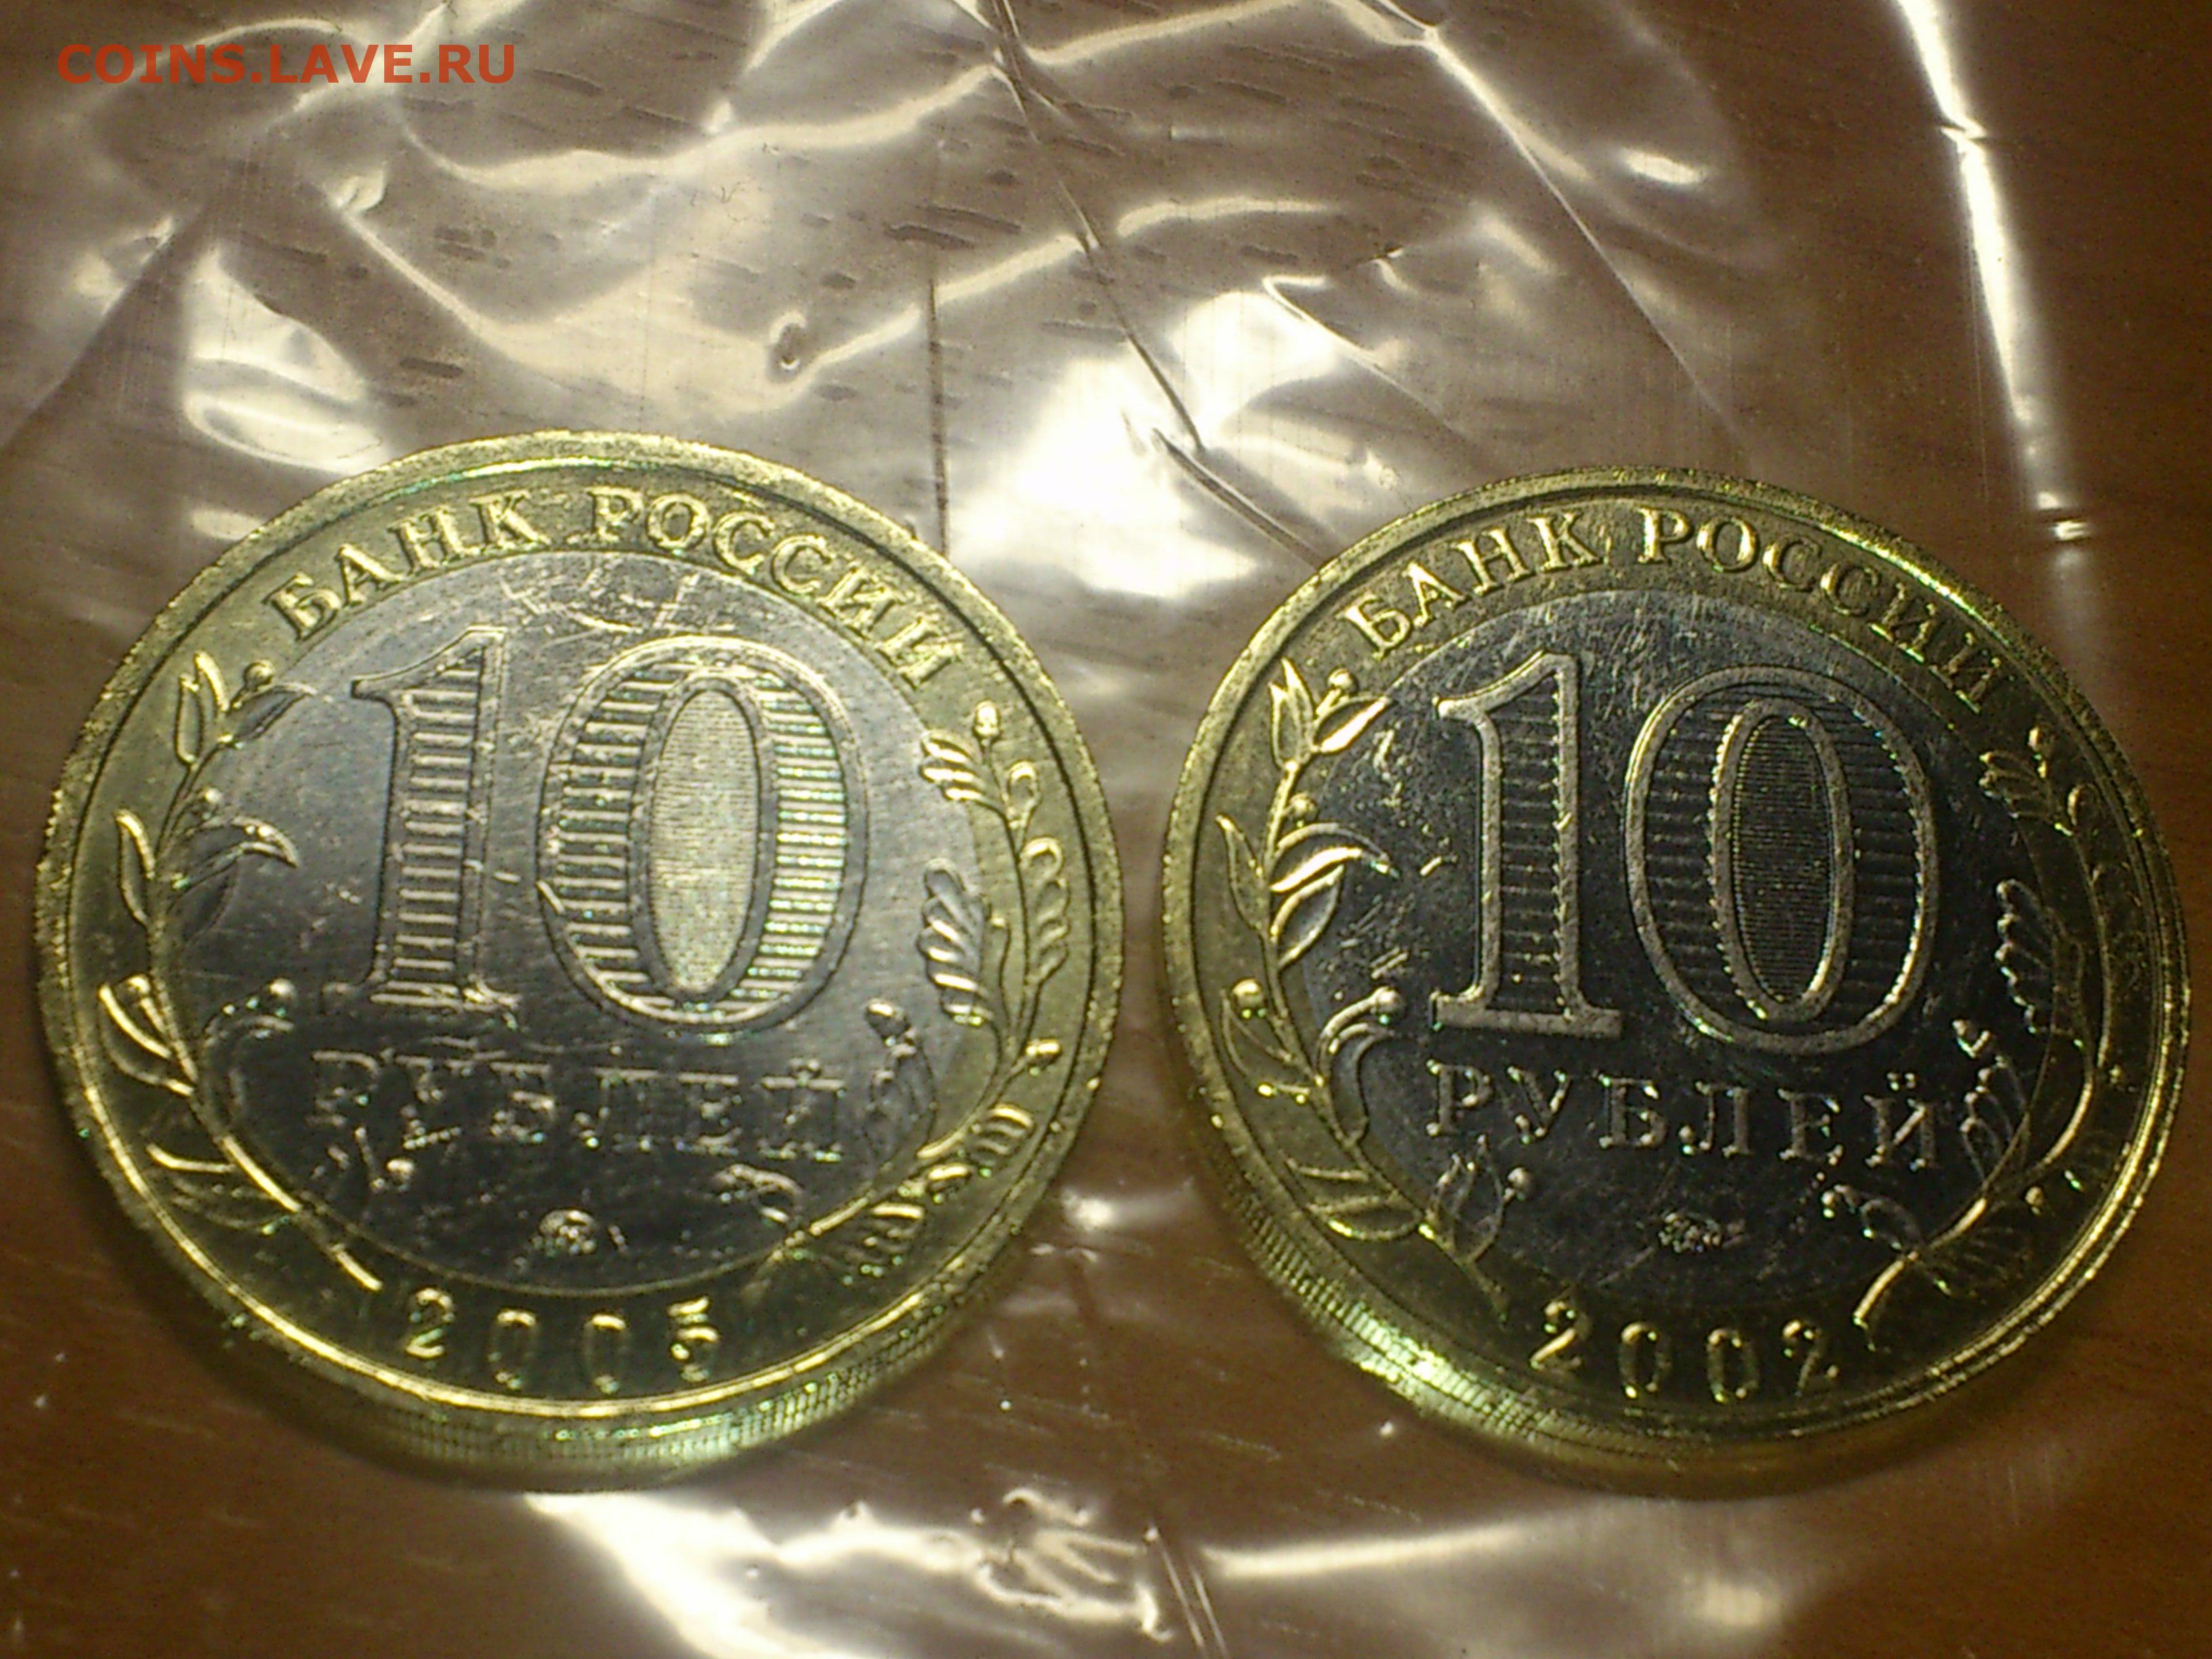 COINS.LAVE.RU
БАНК РОССИИ
10
РУБЛЕЙ
2005
БАНК РОССИИ
10
РУБЛЕЙ
2002